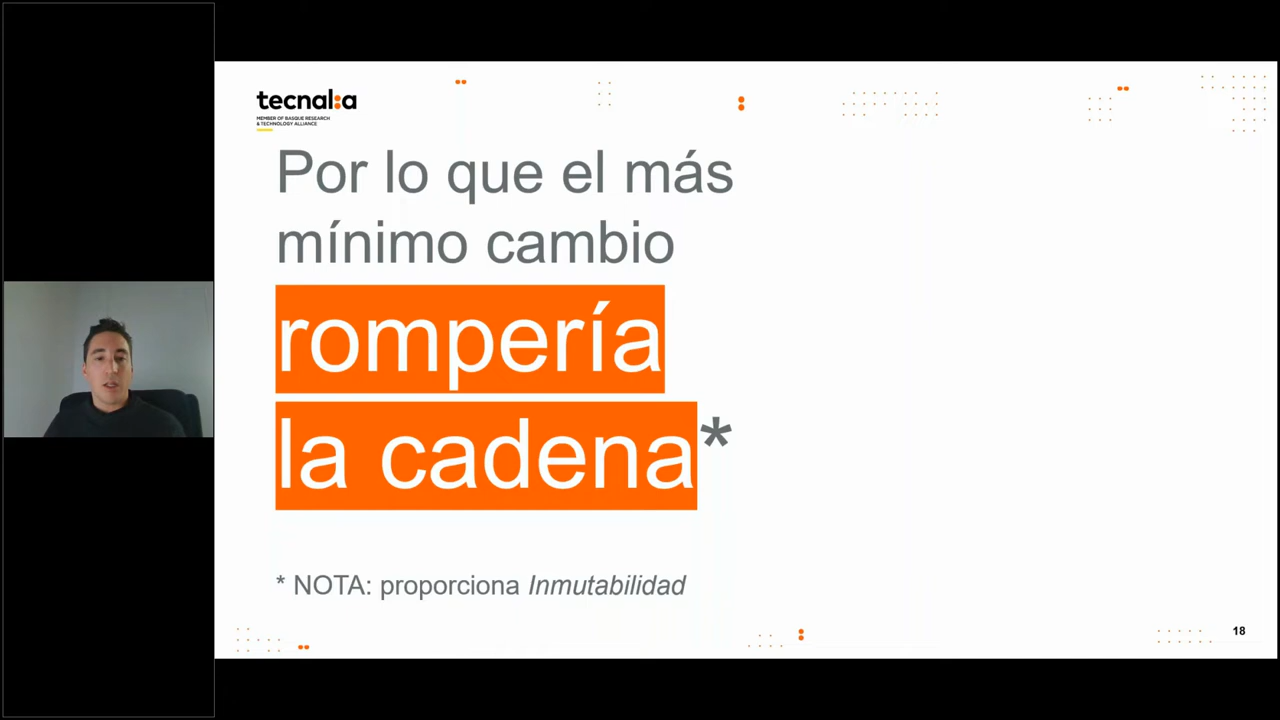 tecnal:a
MEMBER OF BASQUE RESEARCH
& TECHNOLOGY ALLIANCE
Por lo que el más
mínimo cambio
rompería
la cadena*
* NOTA: proporciona Inmutabilidad
18